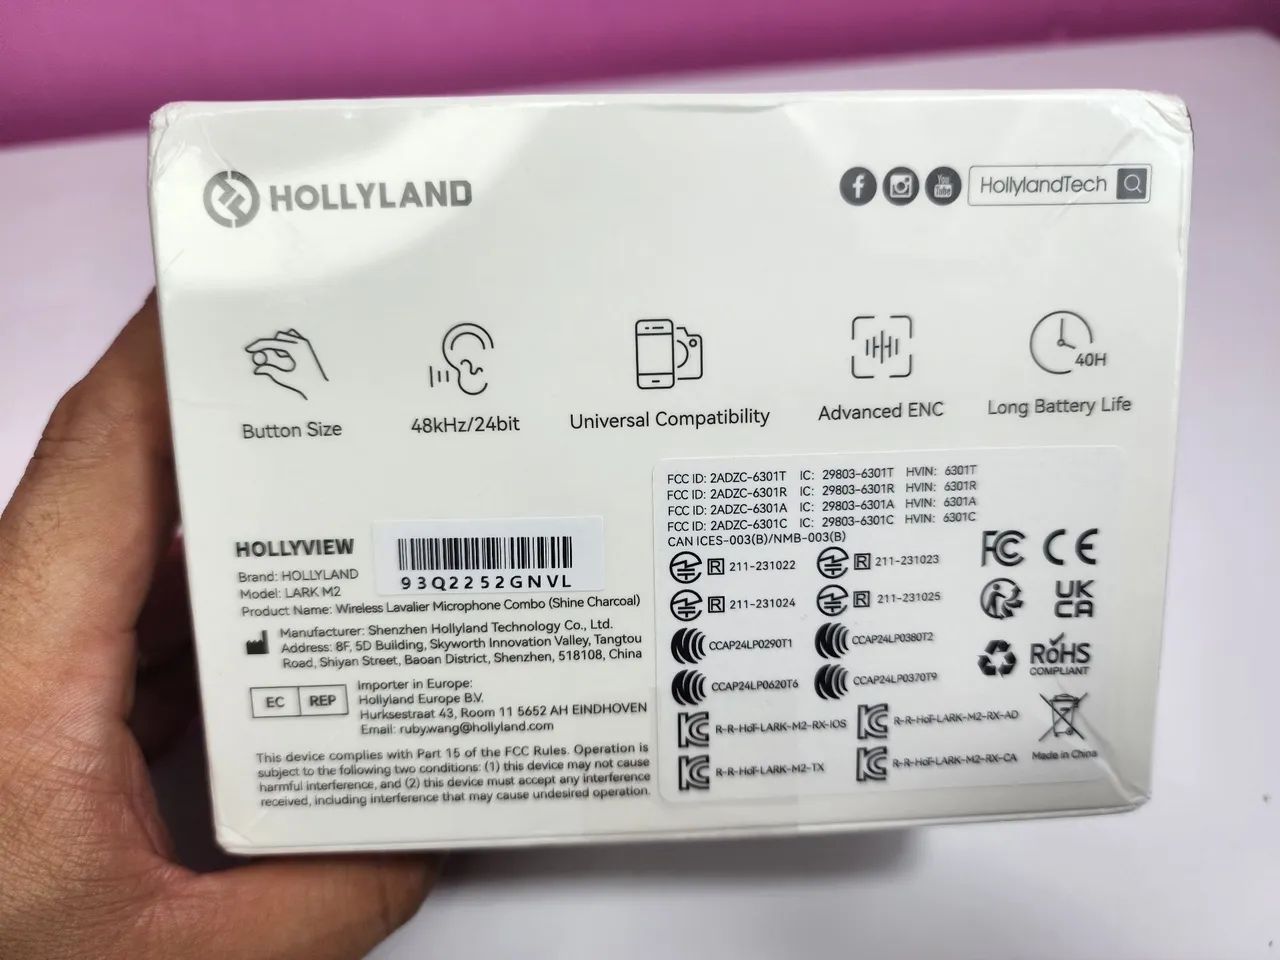 HOLLYLAND
You Tube
HollylandTech
40H
Button Size
48kHz/24bit
Universal Compatibility
Advanced ENC
Long Battery Life
HOLLYVIEW
93Q2252GNVL
Brand: HOLLYLAND
Model: LARK M2
Product Name: Wireless Lavalier Microphone Combo (Shine Charcoal)
Manufacturer: Shenzhen Hollyland Technology Co., Ltd.
Address: 8F, 5D Building, Skyworth Innovation Valley, Tangtou
Road, Shiyan Street, Baoan District, Shenzhen, 518108, China
EC REP
Importer in Europe:
Hollyland Europe B.V.
Hurksestraat 43, Room 11 5652 AH EINDHOVEN
Email: ruby.wang@hollyland.com
This device complies with Part 15 of the FCC Rules. Operation is
subject to the following two conditions: (1) this device may not cause
harmful interference, and (2) this device must accept any interference
received, including interference that may cause undesired operation.
FCC ID: 2ADZC-6301T IC: 29803-6301T HVIN: 6301T
FCC ID: 2ADZC-6301R IC: 29803-6301R HVIN: 6301R
FCC ID: 2ADZC-6301A IC: 29803-6301A HVIN: 6301A
FCC ID: 2ADZC-6301C IC: 29803-6301C HVIN: 6301C
CAN ICES-003(B)/NMB-003(B)
R 211-231022 R 211-231023
R 211-231024 R 211-231025
CCAP24LP0290T1 CCAP24LP0380T2
CCAP24LP0620T6 CCAP24LP0370T9
R-R-HoT-LARK-M2-RX-iOS R-R-HoT-LARK-M2-RX-AD
R-R-HoT-LARK-M2-TX R-R-HoT-LARK-M2-RX-CA
FC CE
UK
CA
RoHS
COMPLIANT
Made in China